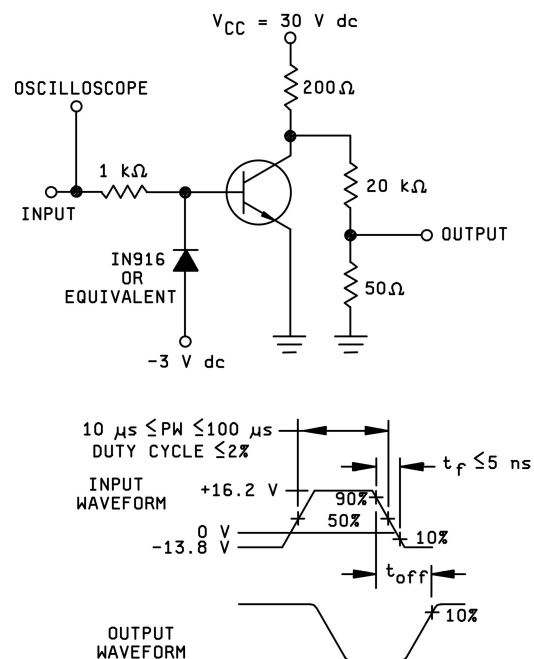 V_CC = 30 V dc
200Ω
OSCILLOSCOPE
1 kΩ
20 kΩ
INPUT
OUTPUT
IN916
OR
EQUIVALENT
50Ω
-3 V dc
10 µs ≤PW ≤100 µs
DUTY CYCLE ≤2%
t_f ≤5 ns
INPUT
WAVEFORM
+16.2 V
90%
50%
0 V
10%
-13.8 V
t_off
10%
OUTPUT
WAVEFORM